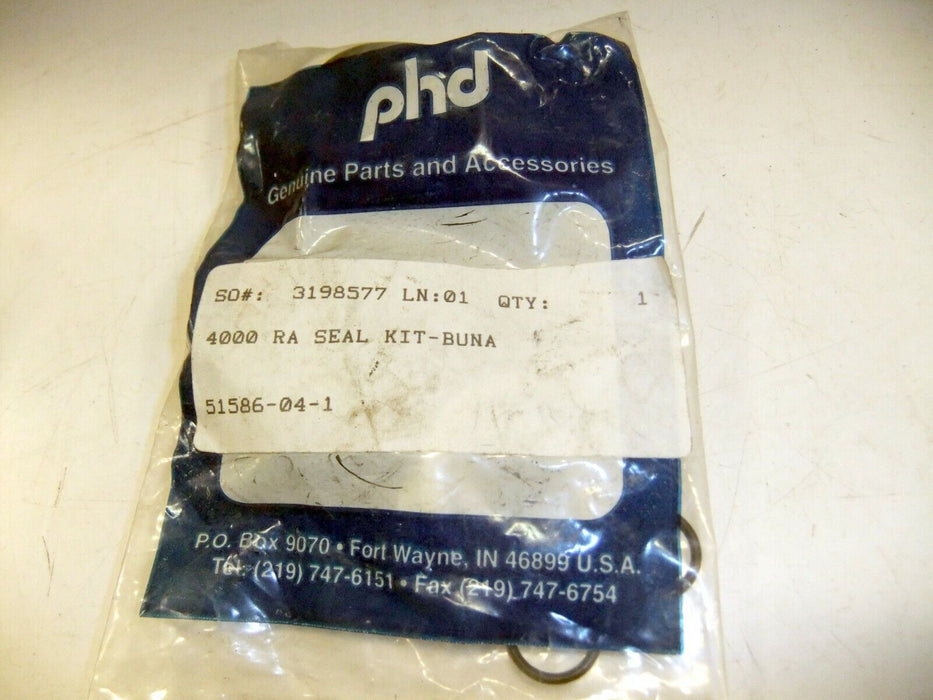 phd
Genuine Parts and Accessories
SO#: 3198577 LN:01 QTY: 1
4000 RA SEAL KIT-BUNA
51586-04-1
P.O. Box 9070 • Fort Wayne, IN 46899 U.S.A.
Tel: (219) 747-6151 • Fax (219) 747-6754